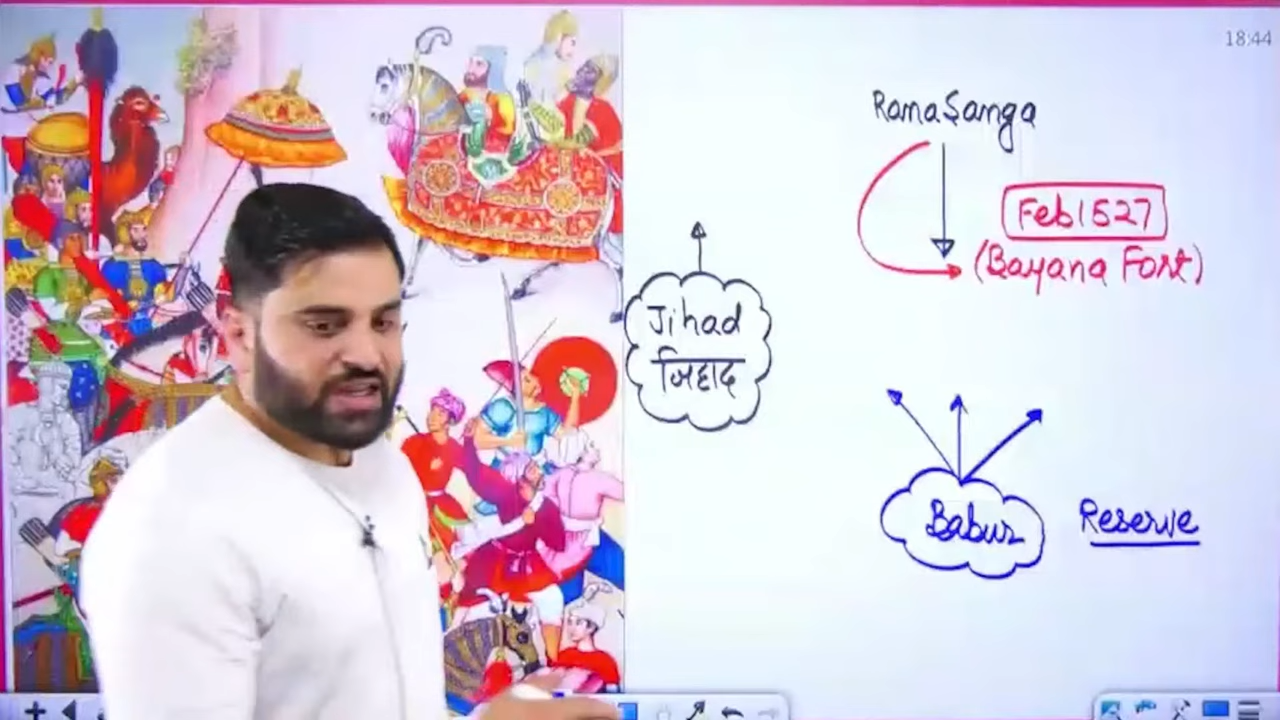 18:44
Rana Sanga
Feb 1527
(Bayana Fort)
Jihad
जिहाद
Babur
Reserve